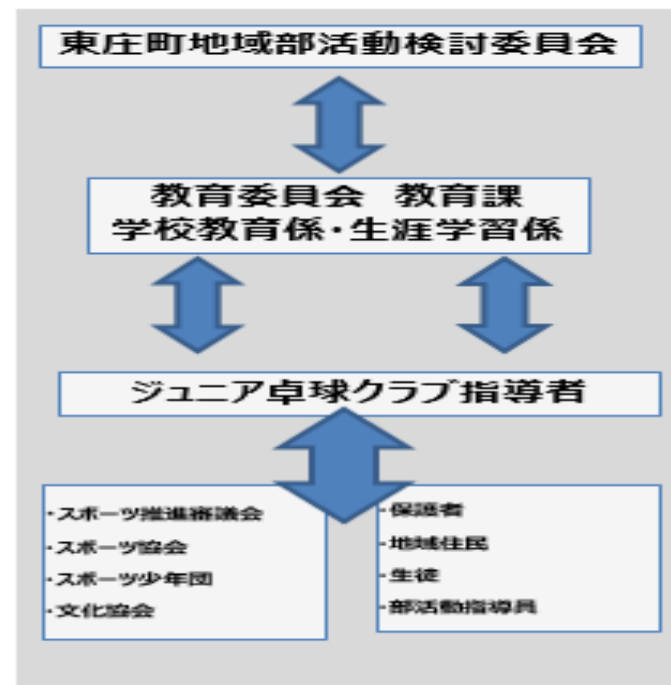 東庄町地域部活動検討委員会
教育委員会　教育課
学校教育係・生涯学習係
ジュニア卓球クラブ指導者
・スポーツ推進審議会
・スポーツ協会
・スポーツ少年団
・文化協会
・保護者
・地域住民
・生徒
・部活動指導員